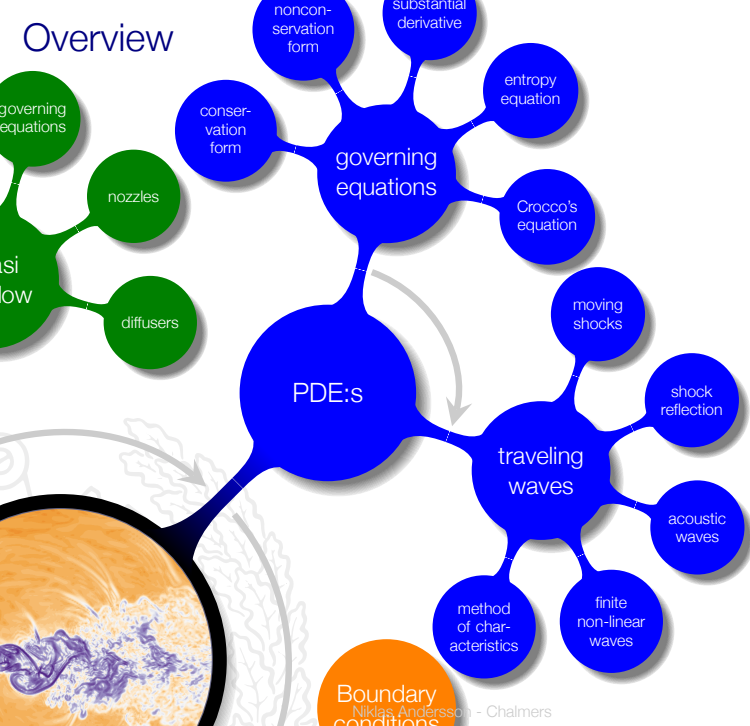 Overview
noncon-
servation
form
substantial
derivative
entropy
equation
conser-
vation
form
governing
equations
governing
equations
nozzles
Crocco's
equation
diffusers
moving
shocks
PDE:s
shock
reflection
traveling
waves
acoustic
waves
method
of char-
acteristics
finite
non-linear
waves
Boundary
conditions
Niklas Andersson - Chalmers